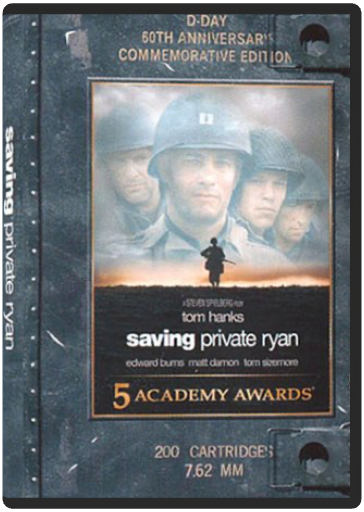 D-DAY
60TH ANNIVERSARY
COMMEMORATIVE EDITION
saving private ryan
A STEVEN SPIELBERG FILM
tom hanks
saving private ryan
edward burns matt damon tom sizemore
5 ACADEMY AWARDS®
200 CARTRIDGES
7.62 MM